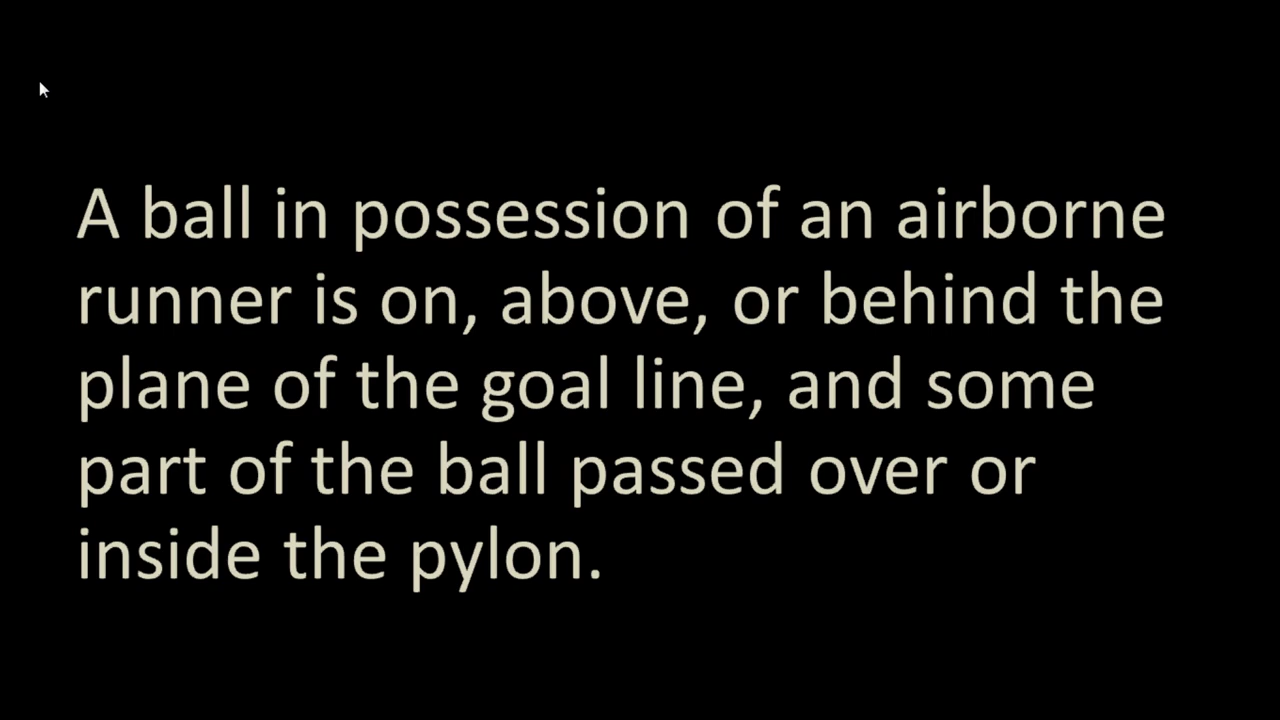 A ball in possession of an airborne
runner is on, above, or behind the
plane of the goal line, and some
part of the ball passed over or
inside the pylon.